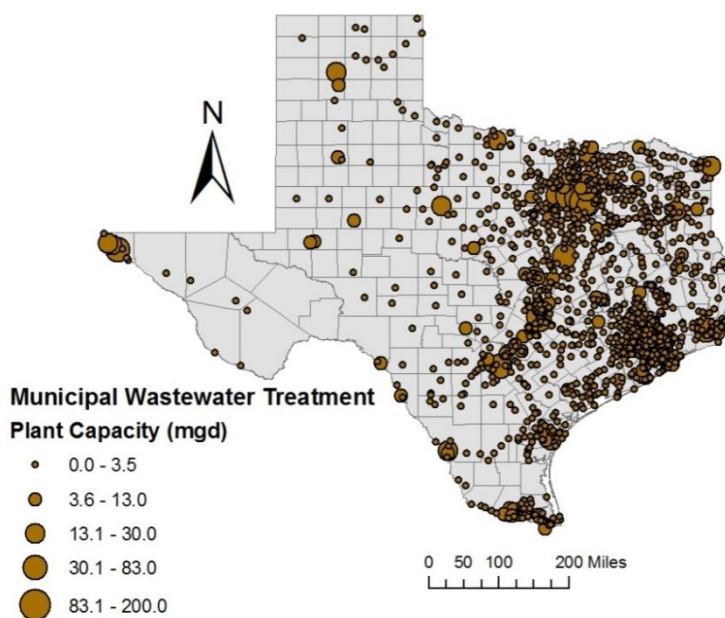 N
Municipal Wastewater Treatment
Plant Capacity (mgd)
0.0 - 3.5
3.6 - 13.0
13.1 - 30.0
30.1 - 83.0
83.1 - 200.0
0 50 100 200 Miles